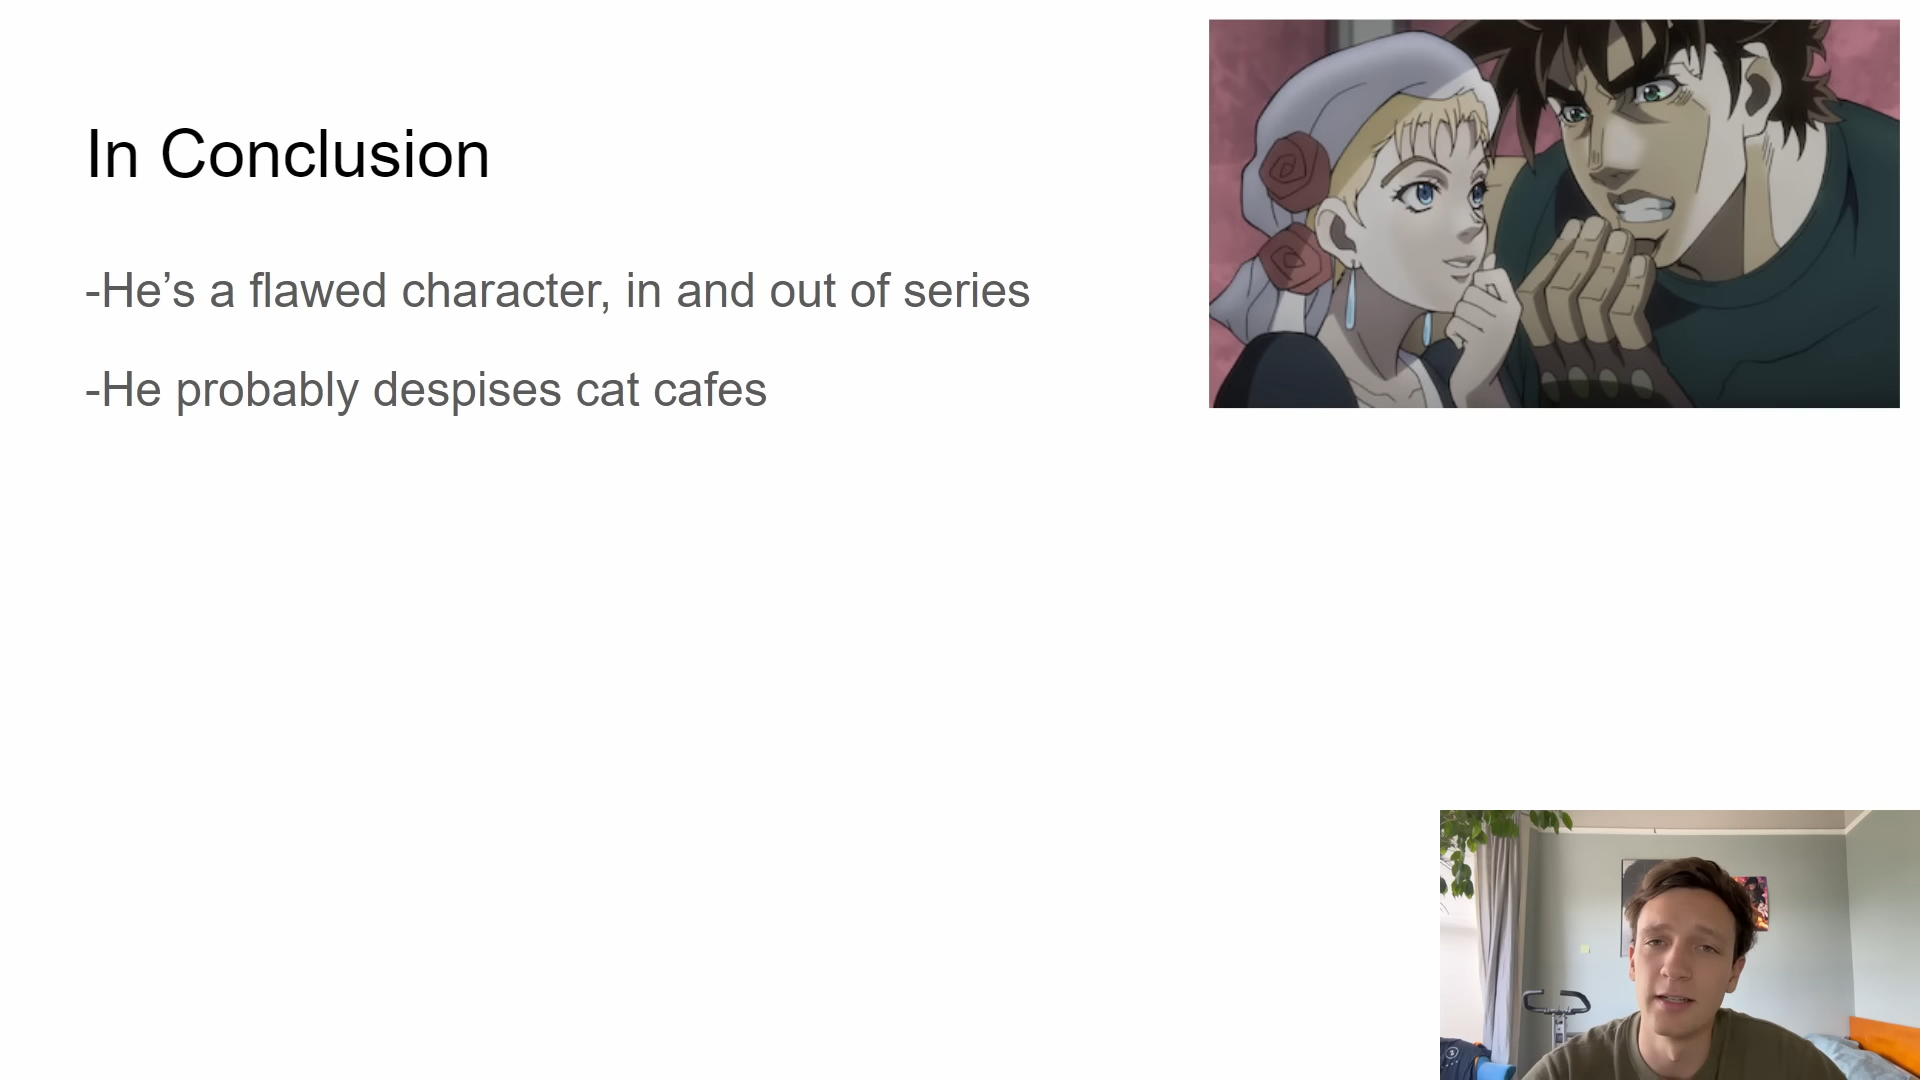 In Conclusion
-He’s a flawed character, in and out of series
-He probably despises cat cafes